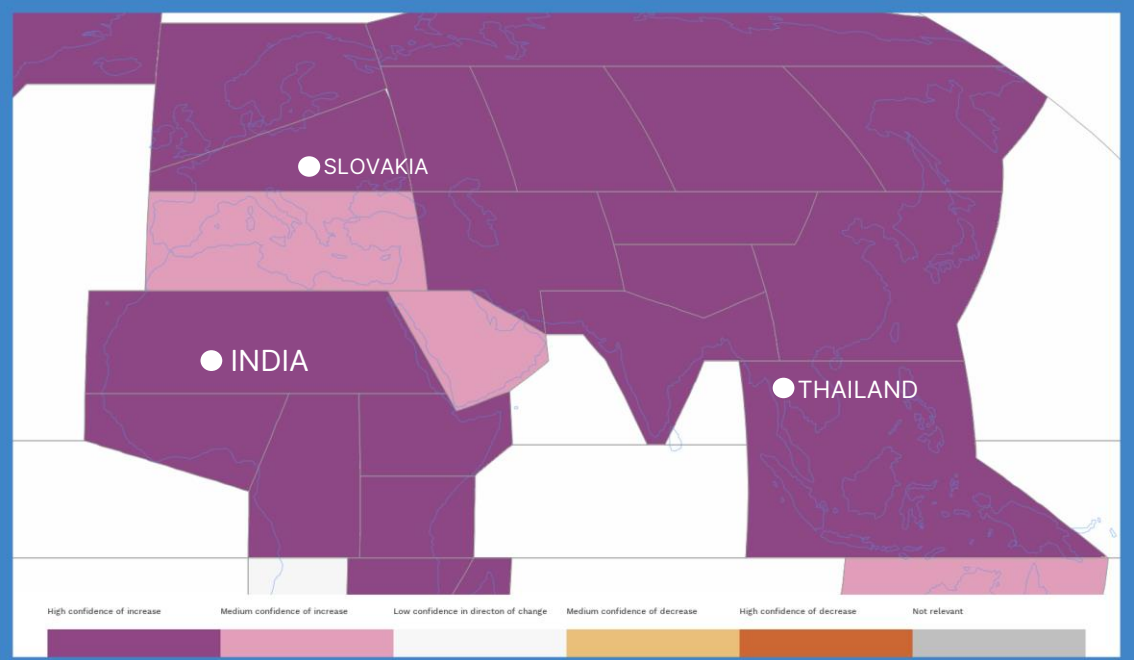 SLOVAKIA
INDIA
THAILAND
High confidence of increase
Medium confidence of increase
Low confidence in directon of change
Medium confidence of decrease
High confidence of decrease
Not relevant